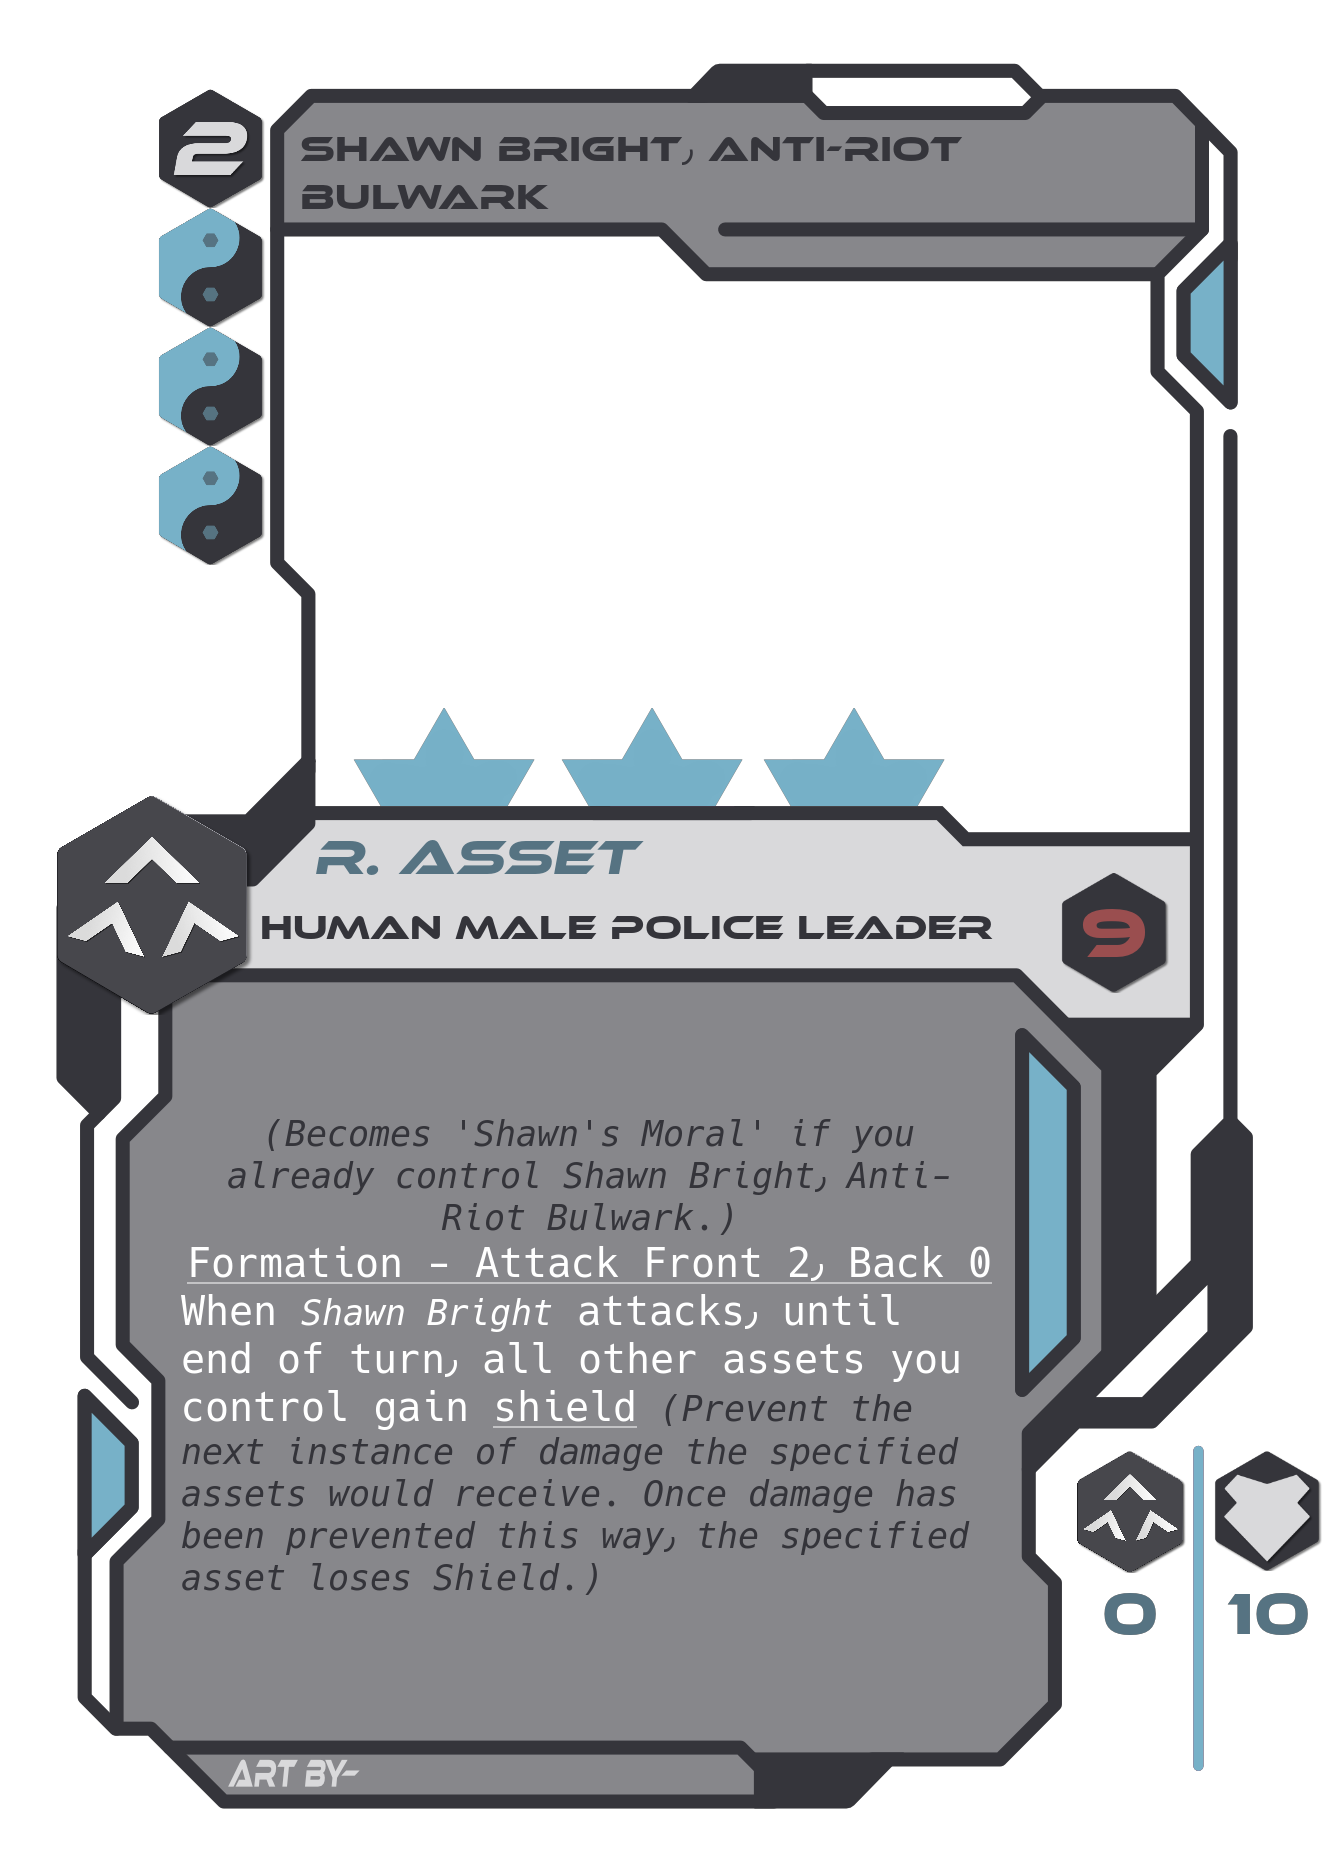 2
SHAWN BRIGHT, ANTI-RIOT
BULWARK
R. ASSET
HUMAN MALE POLICE LEADER
9
(Becomes 'Shawn's Moral' if you
already control Shawn Bright, Anti-
Riot Bulwark.)
Formation - Attack Front 2, Back 0
When Shawn Bright attacks, until
end of turn, all other assets you
control gain shield (Prevent the
next instance of damage the specified
assets would receive. Once damage has
been prevented this way, the specified
asset loses Shield.)
0
10
ART BY-